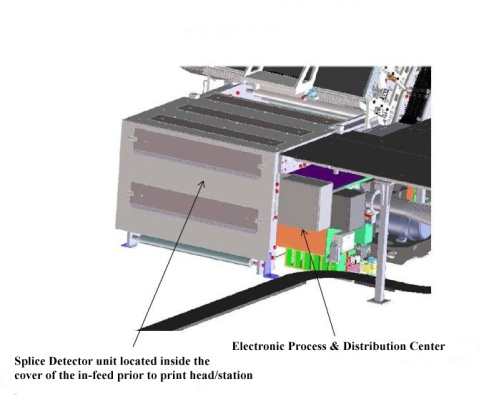 Electronic Process & Distribution Center
Splice Detector unit located inside the
cover of the in-feed prior to print head/station